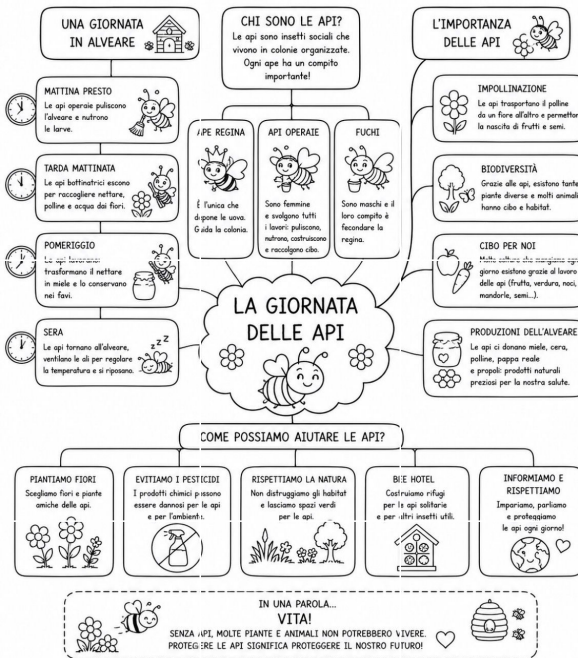 UNA GIORNATA
IN ALVEARE
MATTINA PRESTO
Le api operaie puliscono
l'alveare e nutrono
le larve.
TARDA MATTINATA
Le api bottinatrici escono
per raccogliere nettare,
polline e acqua dai fiori.
POMERIGGIO
Le api
trasformano il nettare
in miele e lo conservano
nei favi.
SERA
Le api tornano all'alveare,
ventilano le ali per regolare
la temperatura e si riposano.
z z z
CHI SONO LE API?
Le api sono insetti sociali che
vivono in colonie organizzate.
Ogni ape ha un compito
importante!
APE REGINA
È l'unica che
depone le uova.
Guida la colonia.
API OPERAIE
Sono femmine
e svolgono tutti
i lavori: puliscono,
nutrono, costruiscono
e raccolgono cibo.
FUCHI
Sono maschi e il
loro compito è
fecondare la
regina.
L'IMPORTANZA
DELLE API
IMPOLLINAZIONE
Le api trasportano il polline
da un fiore all'altro e permetton
la nascita di frutti e semi.
BIODIVERSITÀ
Grazie alle api, esistono tante
piante diverse e molti animali
hanno cibo e habitat.
CIBO PER NOI
Molte colture che mangiamo ogni
giorno esistono grazie al lavoro
delle api (frutta, verdura, noci,
mandorle, semi...).
PRODUZIONI DELL'ALVEARE
Le api ci donano miele, cera,
polline, pappa reale
e propoli: prodotti naturali
preziosi per la nostra salute.
LA GIORNATA
DELLE API
COME POSSIAMO AIUTARE LE API?
PIANTIAMO FIORI
Scegliamo fiori e piante
amiche delle api.
EVITIAMO I PESTICIDI
I prodotti chimici possono
essere dannosi per le api
e per l'ambiente.
RISPETTIAMO LA NATURA
Non distruggiamo gli habitat
e lasciamo spazi verdi
per le api.
BEE HOTEL
Costruiamo rifugi
per le api solitarie
e per altri insetti utili.
INFORMIAMO E
RISPETTIAMO
Impariamo, parliamo
e proteggiamo
le api ogni giorno!
IN UNA PAROLA...
VITA!
SENZA API, MOLTE PIANTE E ANIMALI NON POTREBBERO VIVERE.
PROTEGGERE LE API SIGNIFICA PROTEGGERE IL NOSTRO FUTURO!